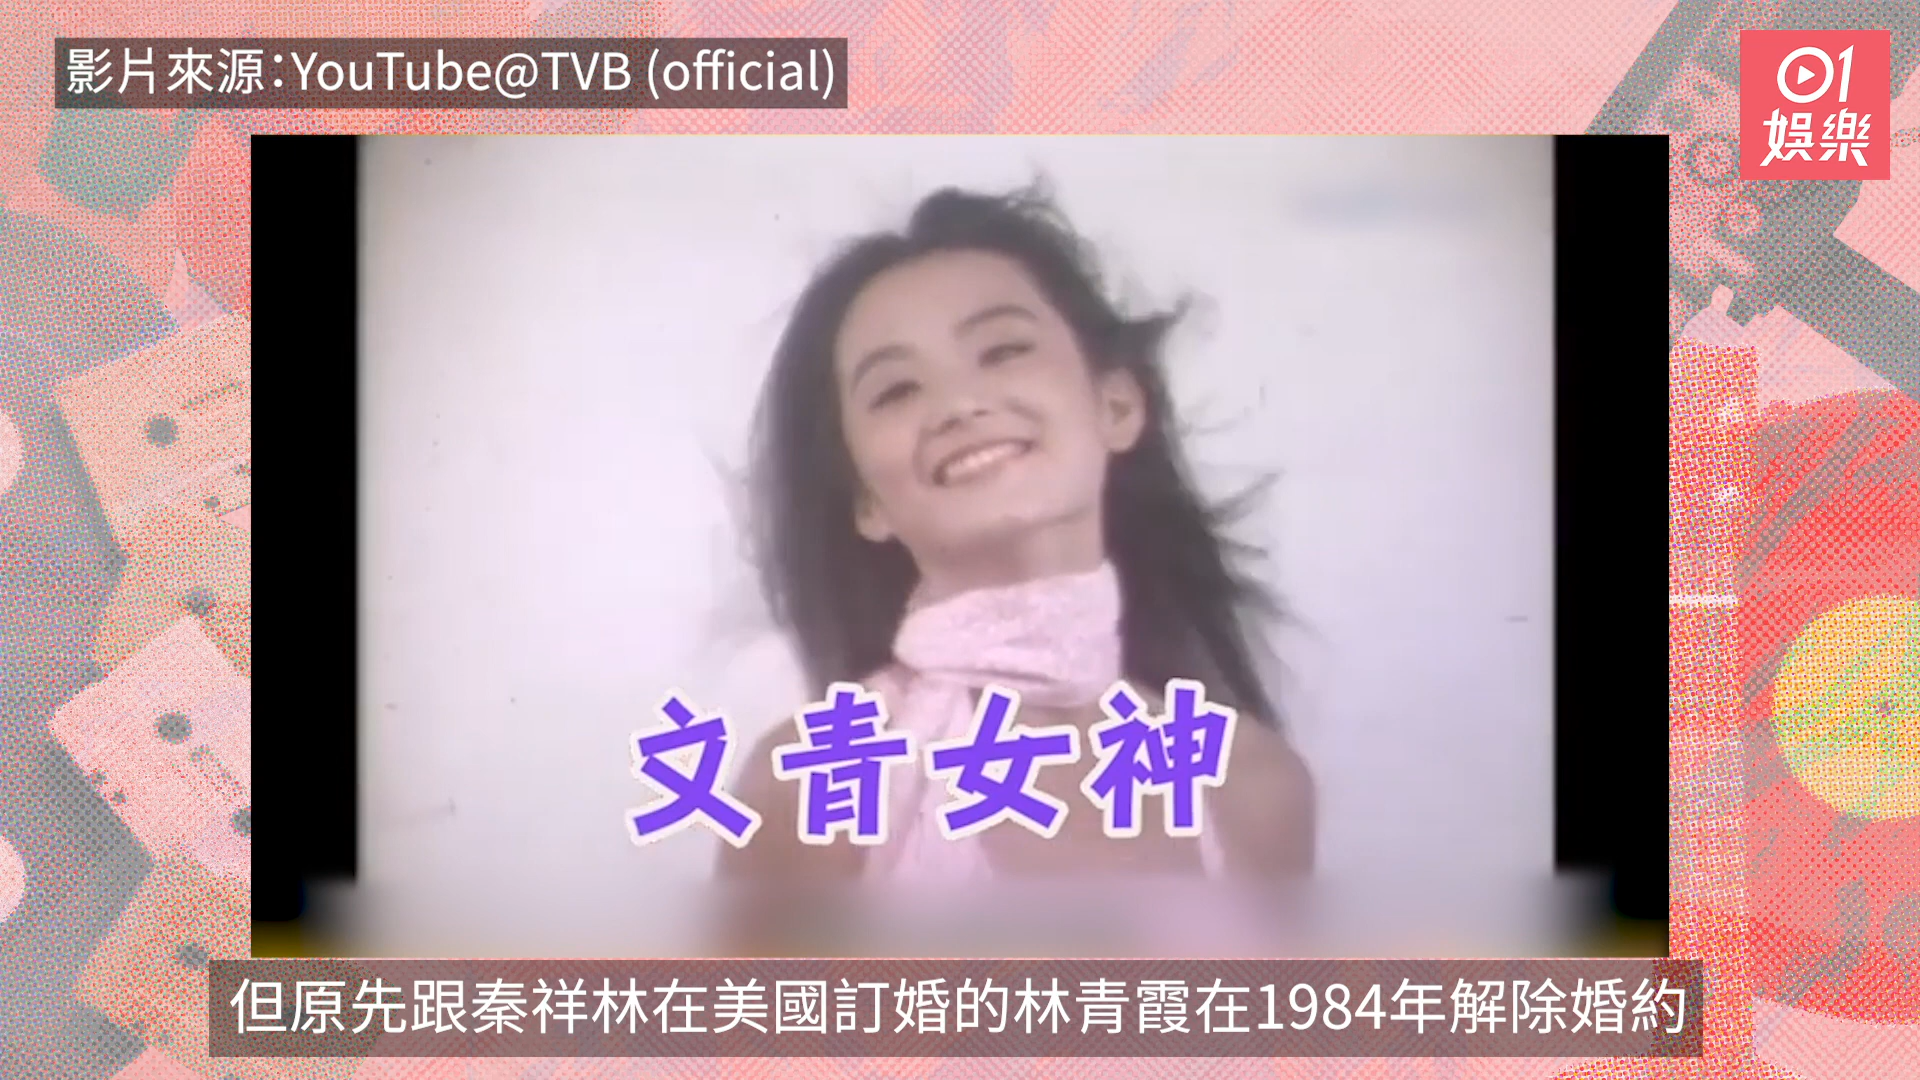 影片來源：YouTube@TVB (official)
01
娛樂
文青女神
但原先跟秦祥林在美國訂婚的林青霞在1984年解除婚約